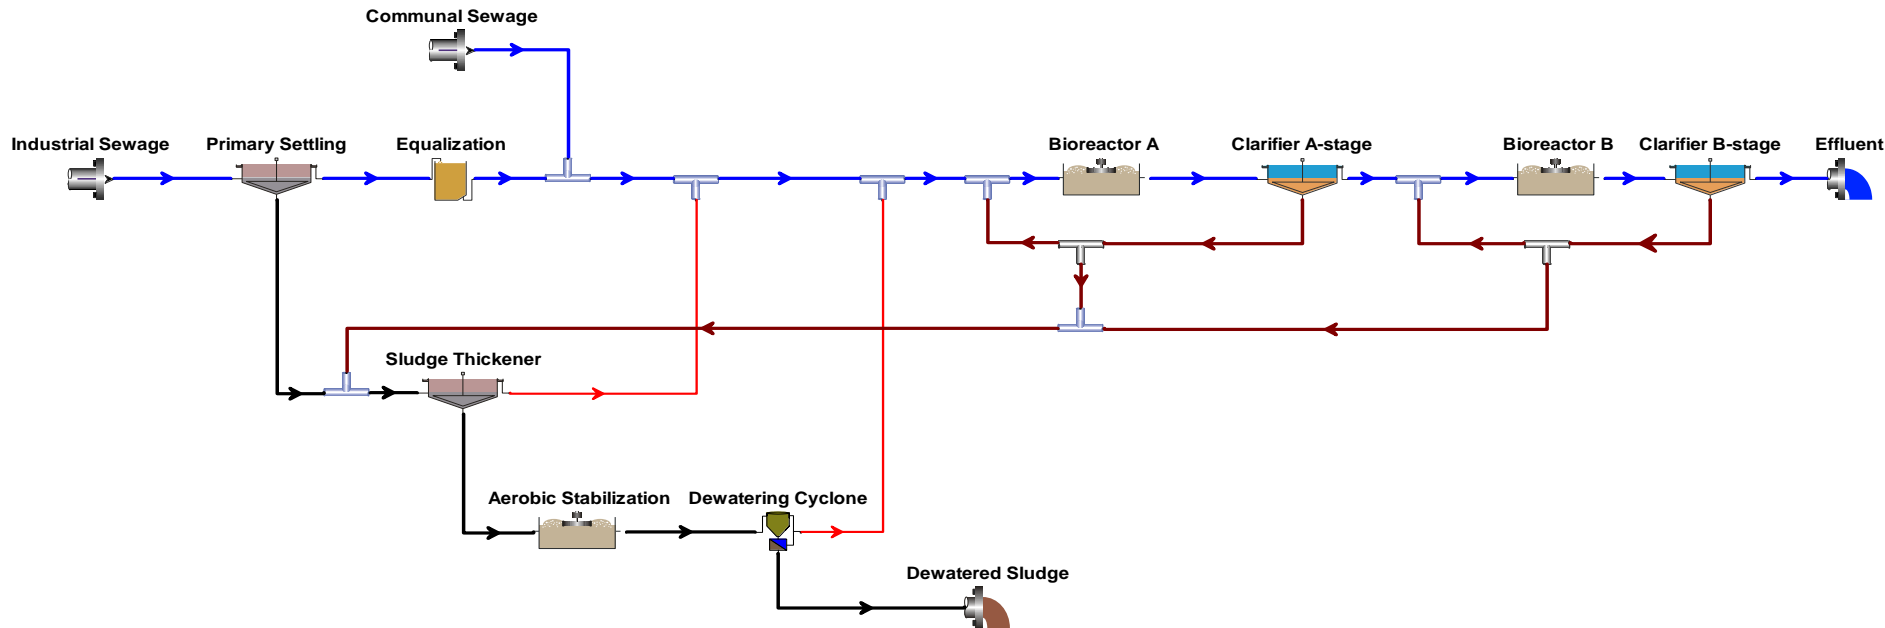 Communal Sewage
Industrial Sewage
Primary Settling
Equalization
Bioreactor A
Clarifier A-stage
Bioreactor B
Clarifier B-stage
Effluent
Sludge Thickener
Aerobic Stabilization
Dewatering Cyclone
Dewatered Sludge